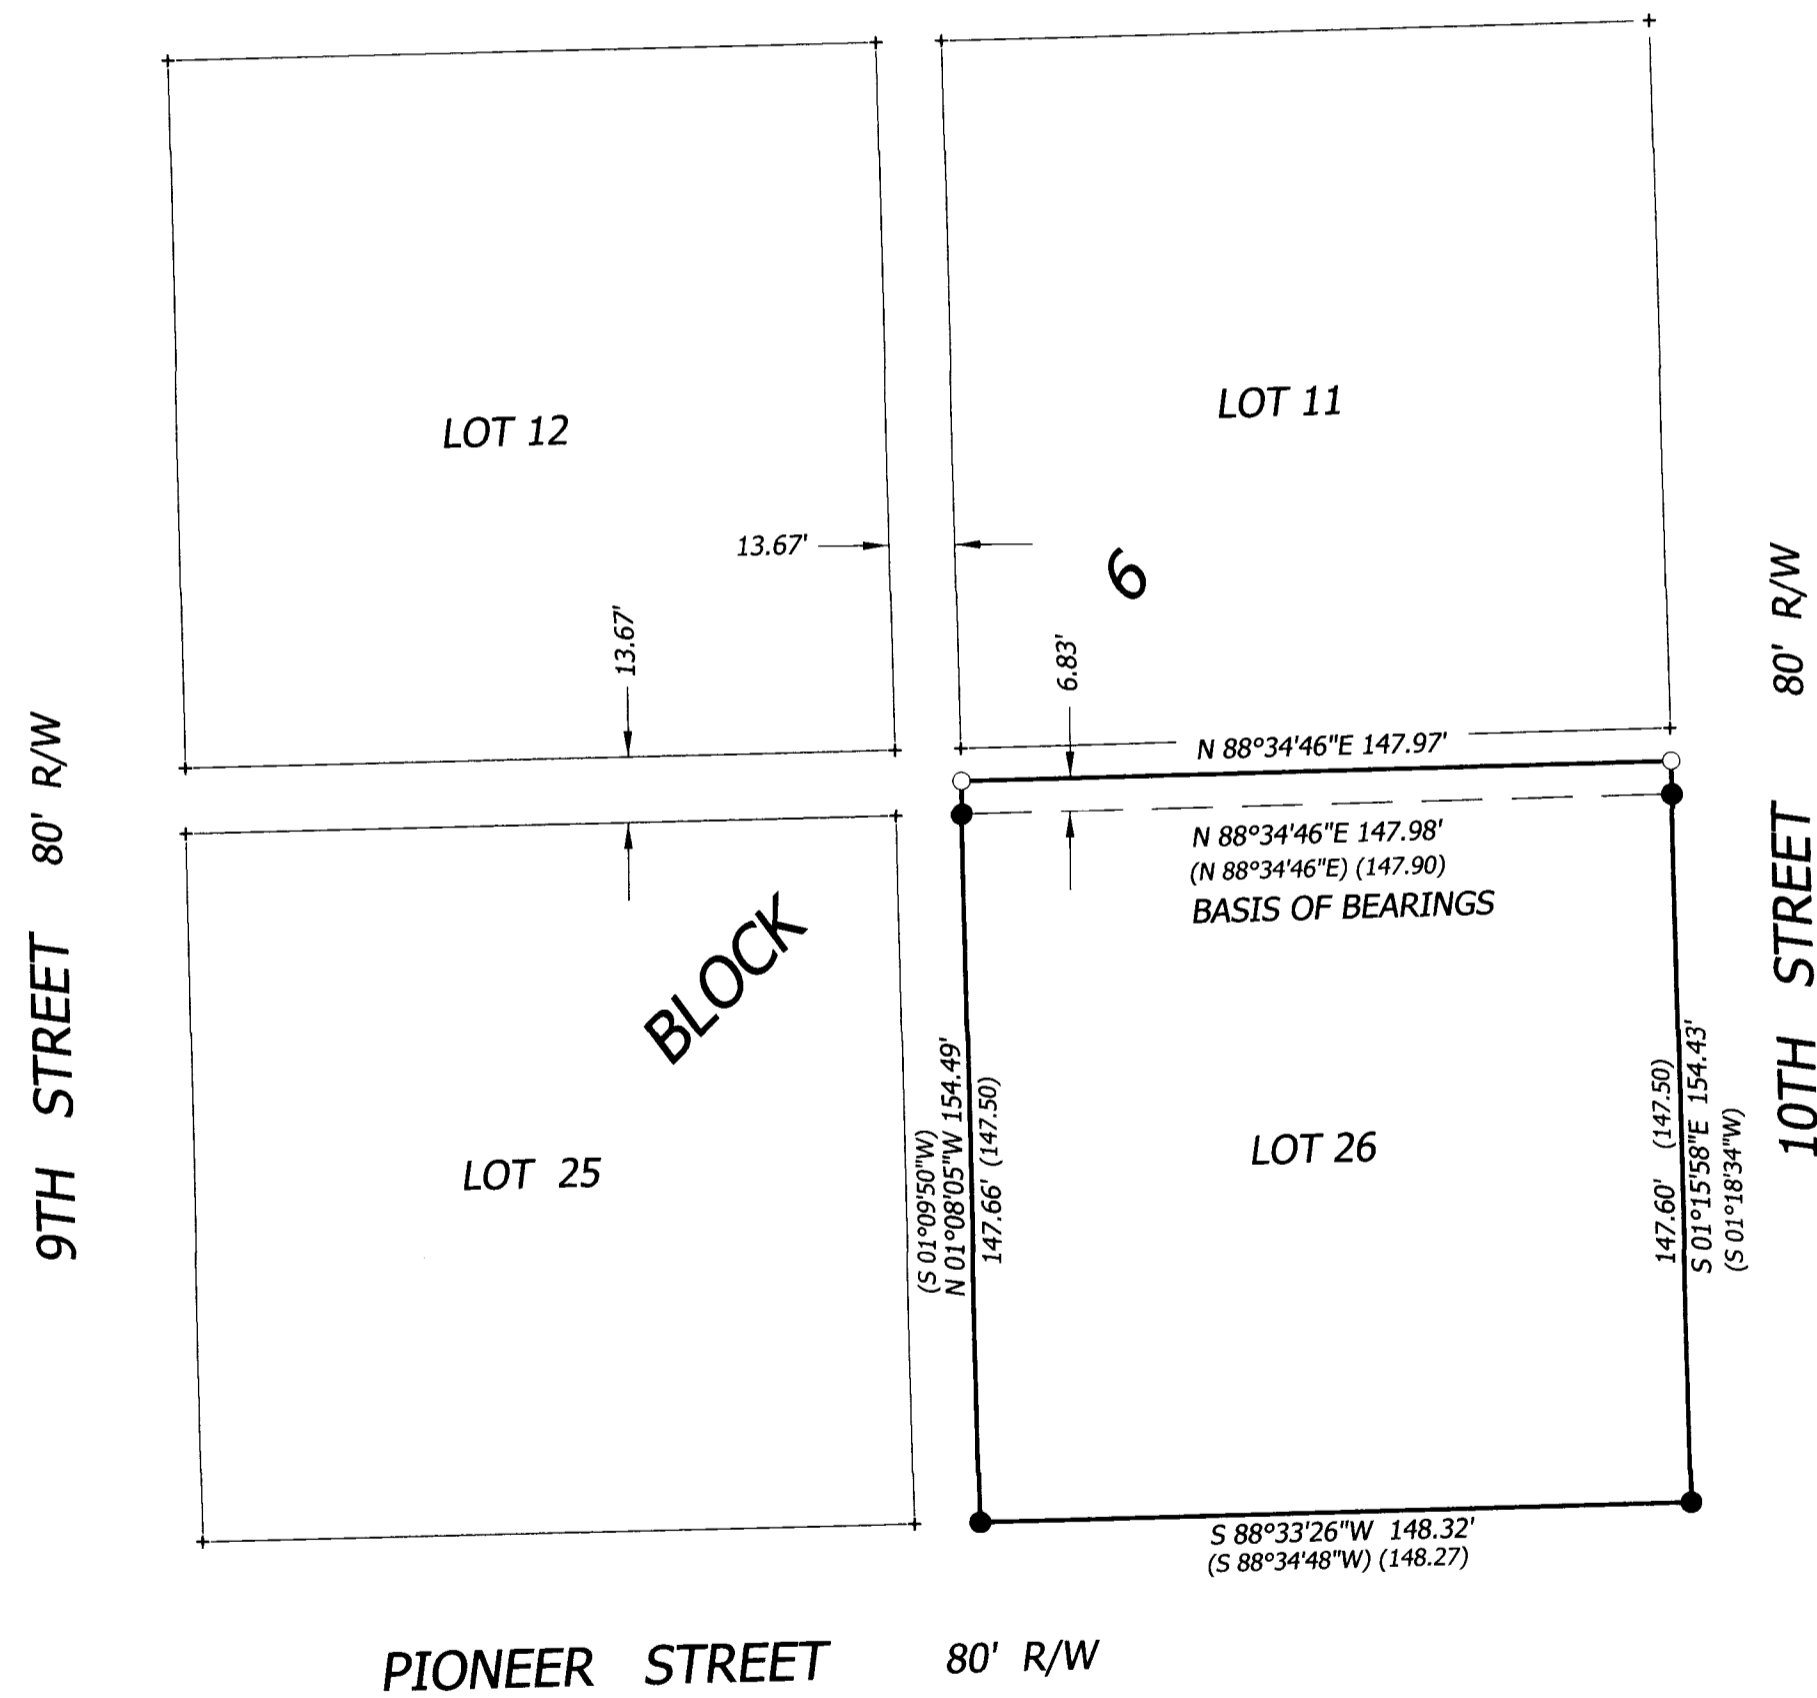 LOT 12
LOT 11
13.67'
6
13.67'
6.83'
N 88°34'46"E 147.97'
N 88°34'46"E 147.98'
(N 88°34'46"E) (147.90)
BASIS OF BEARINGS
9TH STREET 80' R/W
10TH STREET 80' R/W
BLOCK
LOT 25
(S 01°09'50"W)
N 01°08'05"W 154.49'
147.66' (147.50)
LOT 26
147.60' (147.50)
S 01°15'58"E 154.43'
(S 01°18'34"W)
S 88°33'26"W 148.32'
(S 88°34'48"W) (148.27)
PIONEER STREET 80' R/W